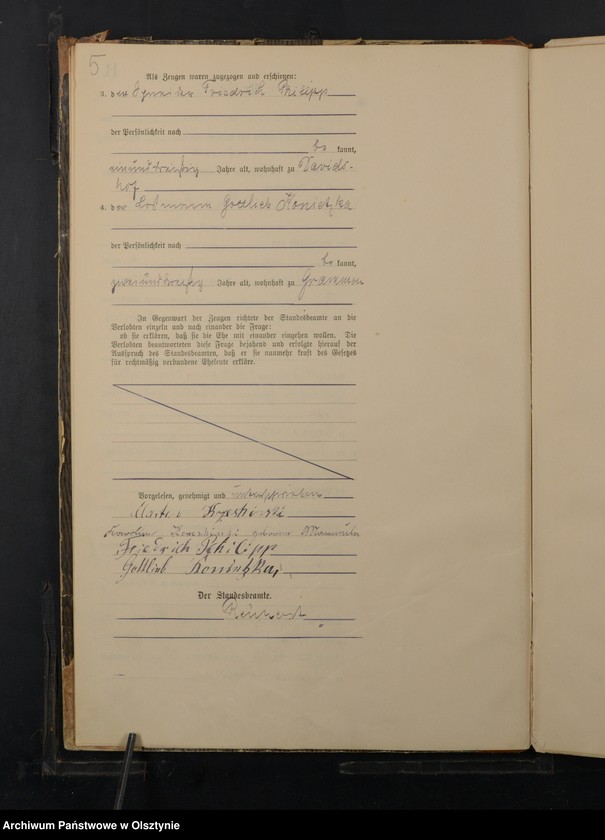 5
Als Zeugen waren zugezogen und erschienen:
3. der Friedrich Philipp
der Persönlichkeit nach
be kannt,
einunddreißig Jahre alt, wohnhaft zu Davids-
hof
4. der Losmann Gottlieb Konietzka
der Persönlichkeit nach
be kannt,
zweiunddreißig Jahre alt, wohnhaft zu
In Gegenwart der Zeugen richtete der Standesbeamte an die
Verlobten einzeln und nach einander die Frage:
ob sie erklären, daß sie die Ehe mit einander eingehen wollen. Die
Verlobten beantworteten diese Frage bejahend und erfolgte hierauf der
Ausspruch des Standesbeamten, daß er sie nunmehr kraft des Gesetzes
für rechtmäßig verbundene Eheleute erkläre.
Vorgelesen, genehmigt und unterschrieben
geborene
Friedrich Philipp
Gottlieb
Der Standesbeamte.
Archiwum Państwowe w Olsztynie